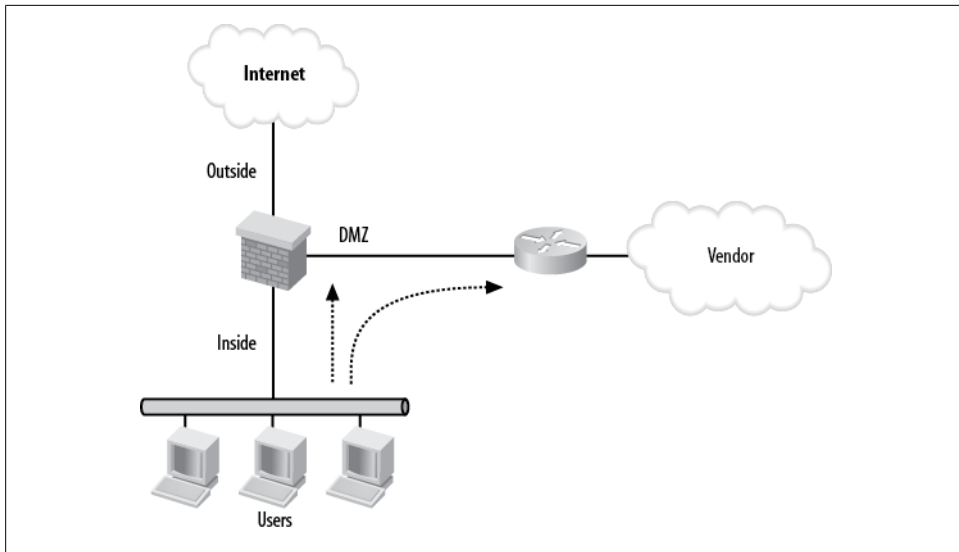 Internet
Outside
DMZ
Vendor
Inside
Users